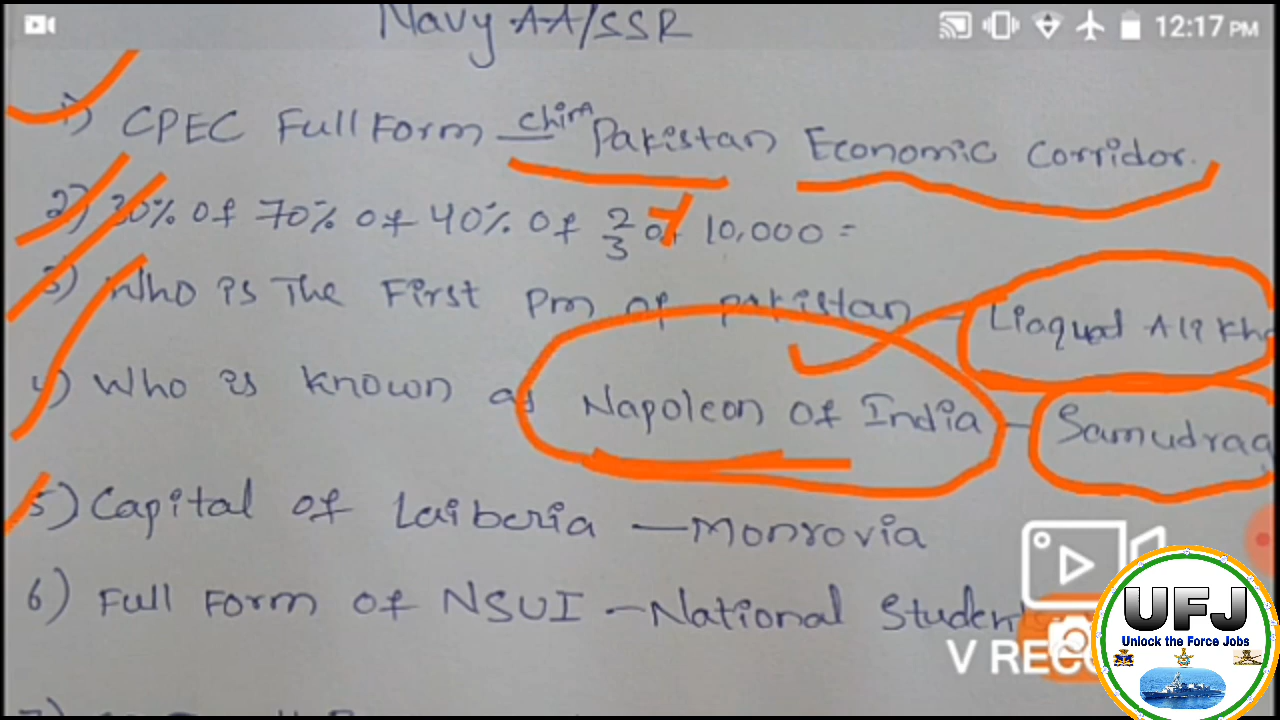 12:17 PM
Navy AA/SSR
1) CPEC Full Form — China Pakistan Economic Corridor.
2) 30% Of 70% Of 40% Of 2/3 of 10,000 =
3) Who is The First Pm of Pakistan — Liaquad Ali Kha
4) Who is known as Napoleon Of India — Samudrag
5) Capital of Laiberia — Monrovia
6) Full Form of NSUI — National Student
V RECO
UFJ
Unlock the Force Jobs